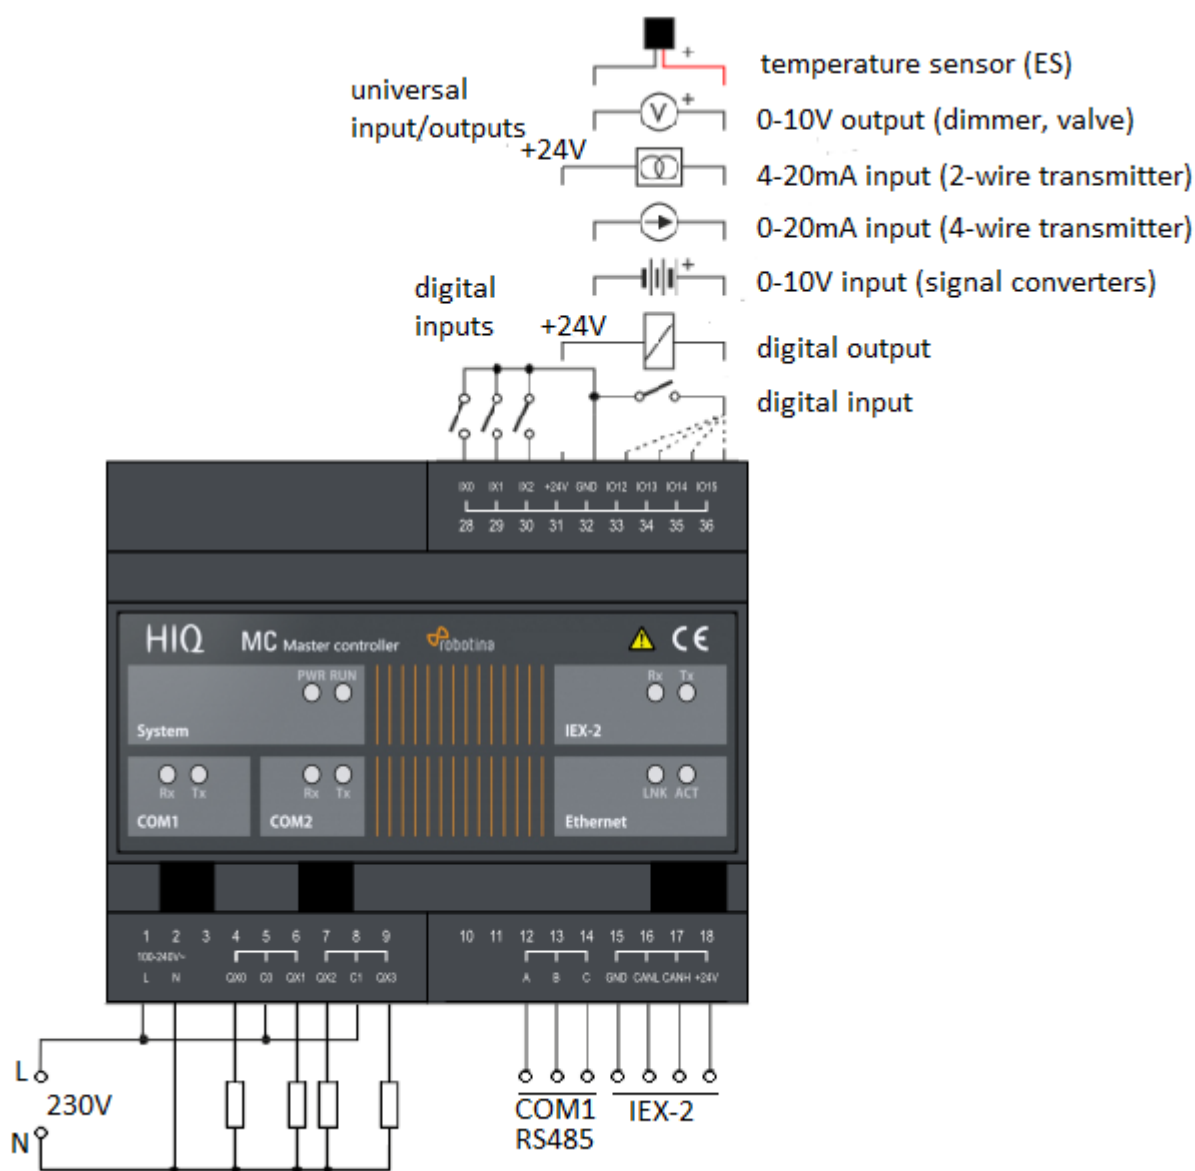 +
temperature sensor (ES)
universal
input/outputs
V
+
0-10V output (dimmer, valve)
+24V
4-20mA input (2-wire transmitter)
0-20mA input (4-wire transmitter)
+
0-10V input (signal converters)
digital
inputs
+24V
digital output
digital input
IX0 IX1 IX2 +24V GND IO12 IO13 IO14 IO15
28 29 30 31 32 33 34 35 36
HIQ MC Master controller robotina CE
PWR RUN
System
Rx Tx
IEX-2
Rx Tx
COM1
Rx Tx
COM2
LNK ACT
Ethernet
1 2 3 4 5 6 7 8 9 10 11 12 13 14 15 16 17 18
100-240V~
L N QX0 C0 QX1 QX2 C1 QX3 A B C GND CANL CANH +24V
L
230V
N
COM1
RS485
IEX-2